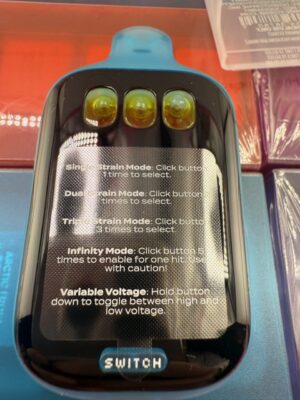 Single Strain Mode: Click button
1 time to select.
Dual Strain Mode: Click button
times to select.
Triple Strain Mode: Click button
3 times to select.
Infinity Mode: Click button 5
times to enable for one hit. Use
with caution!
Variable Voltage: Hold button
down to toggle between high and
low voltage.
SWITCH